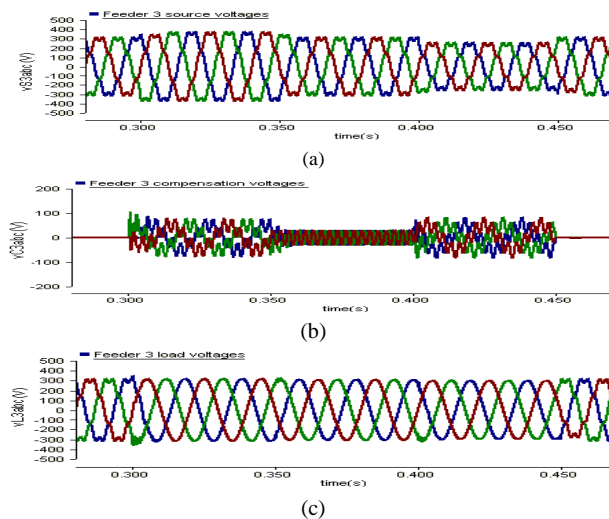 Feeder 3 source voltages
500
400
300
200
100
0
-100
-200
-300
-400
-500
vS3abc (V)
0.300 0.350 0.400 0.450
time(s)
(a)
Feeder 3 compensation voltages
200
100
0
-100
-200
vC3abc (V)
0.300 0.350 0.400 0.450
time(s)
(b)
Feeder 3 load voltages
500
400
300
200
100
0
-100
-200
-300
-400
-500
vL3abc (V)
0.300 0.350 0.400 0.450
time(s)
(c)